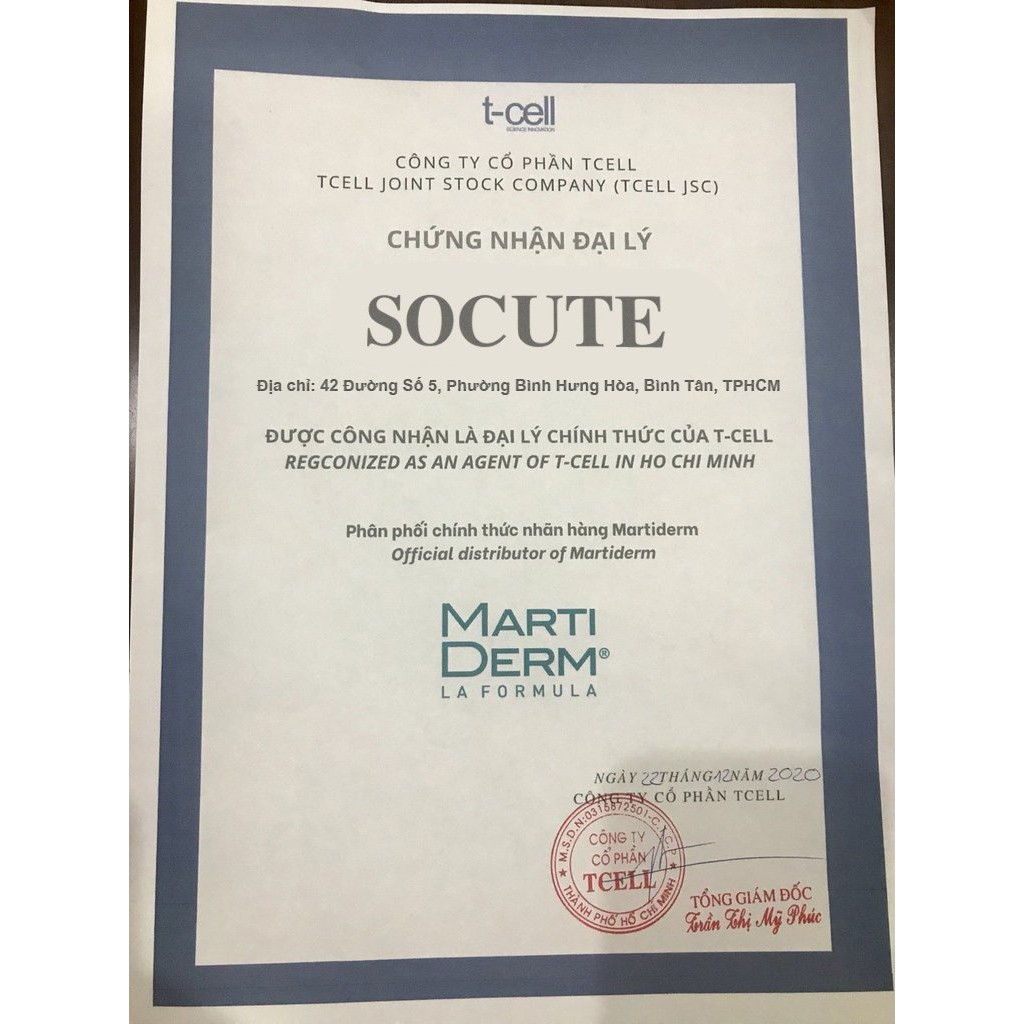 t-cell
SCIENCE INNOVATION
CÔNG TY CỔ PHẦN TCELL
TCELL JOINT STOCK COMPANY (TCELL JSC)
CHỨNG NHẬN ĐẠI LÝ
SOCUTE
Địa chỉ: 42 Đường Số 5, Phường Bình Hưng Hòa, Bình Tân, TPHCM
ĐƯỢC CÔNG NHẬN LÀ ĐẠI LÝ CHÍNH THỨC CỦA T-CELL
REGCONIZED AS AN AGENT OF T-CELL IN HO CHI MINH
Phân phối chính thức nhãn hàng Martiderm
Official distributor of Martiderm
MARTI
DERM®
LA FORMULA
NGÀY 22 THÁNG 12 NĂM 2020
CÔNG TY CỔ PHẦN TCELL
M.S.D.N:0315872501-C.T.C.P
CÔNG TY
CỔ PHẦN
TCELL
THÀNH PHỐ HỒ CHÍ MINH
TỔNG GIÁM ĐỐC
Trần Thị Mỹ Phúc